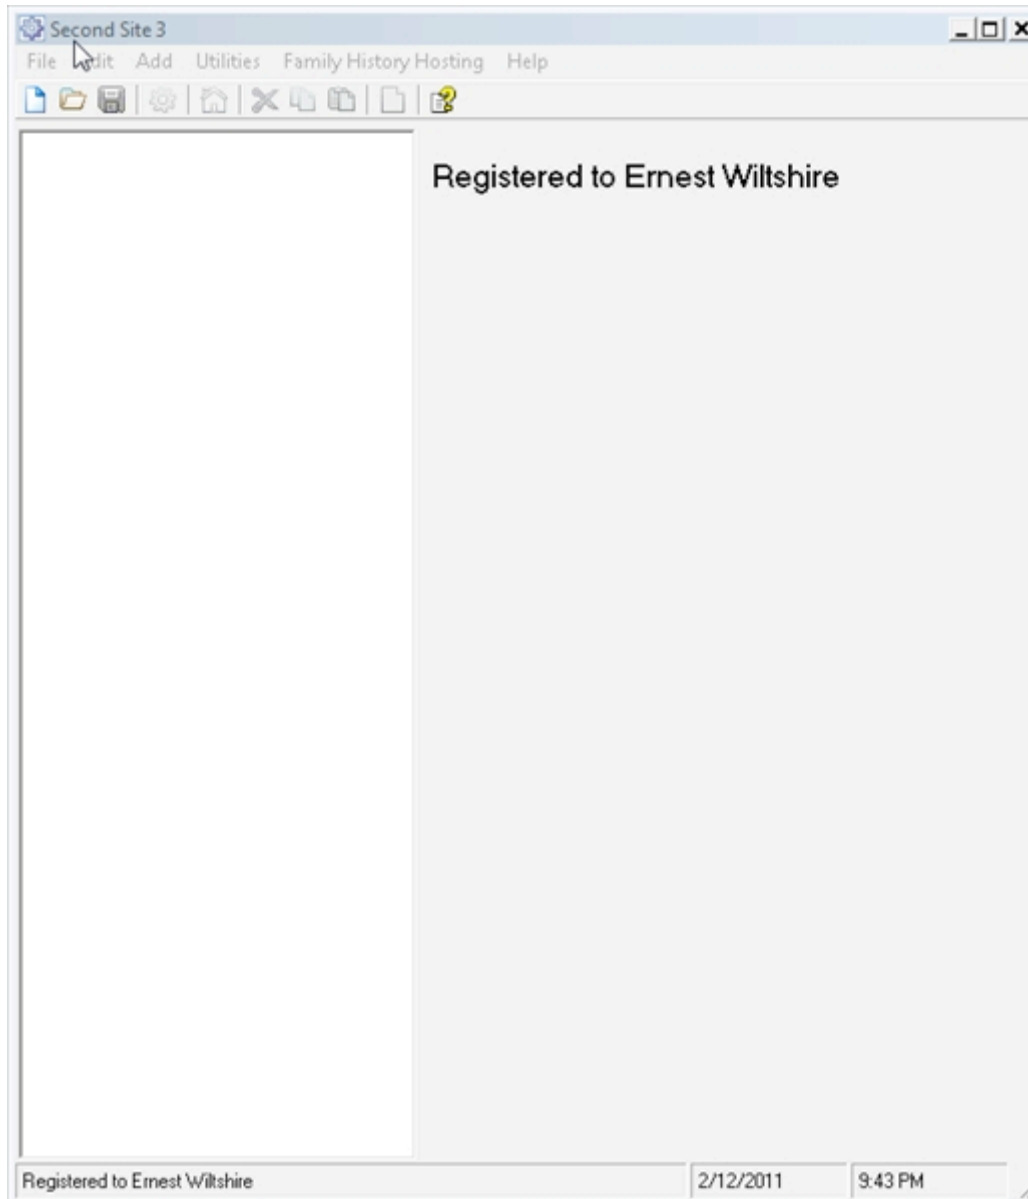 Second Site 3
File Edit Add Utilities Family History Hosting Help
Registered to Ernest Wiltshire
Registered to Ernest Wiltshire 2/12/2011 9:43 PM